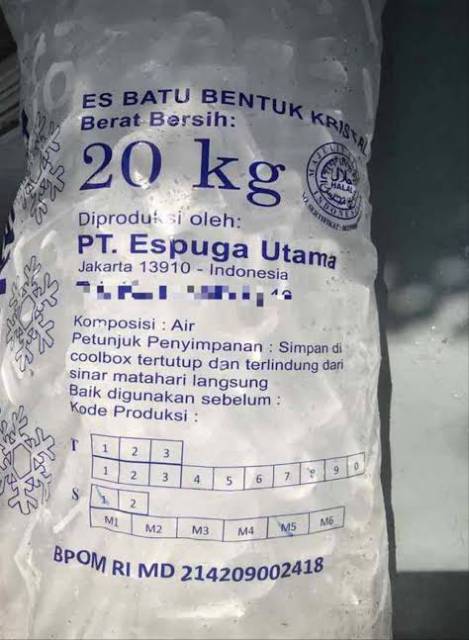 ES BATU BENTUK KRISTAL
Berat Bersih:
20 kg
HALAL
INDONESIA
Diproduksi oleh:
PT. Espuga Utama
Jakarta 13910 - Indonesia
Komposisi : Air
Petunjuk Penyimpanan : Simpan di
coolbox tertutup dan terlindung dari
sinar matahari langsung
Baik digunakan sebelum :
Kode Produksi :
T 1 2 3
1 2 3 4 5 6 7 8 9 0
S 1 2
M1 M2 M3 M4 M5 M6
BPOM RI MD 214209002418